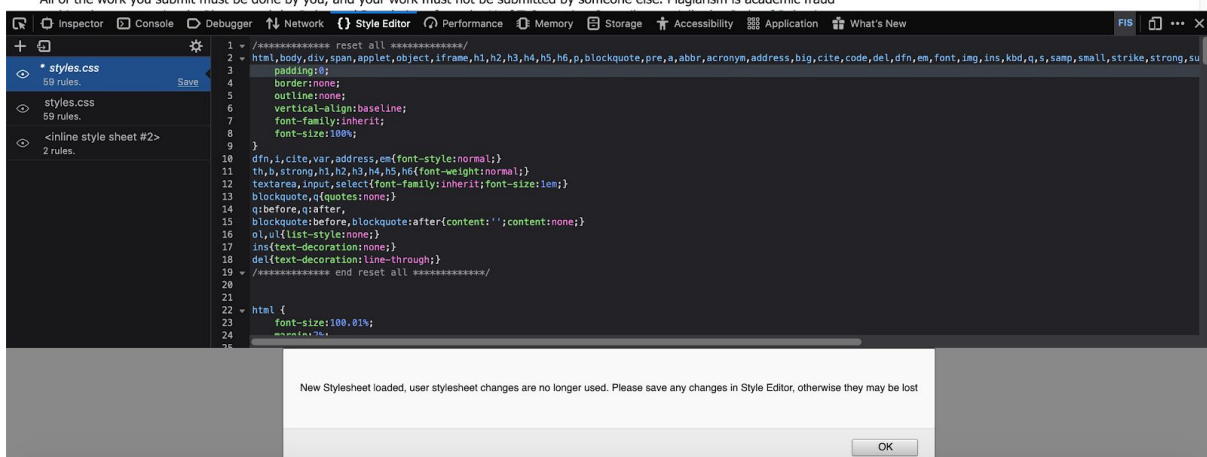 All of the work you submit must be done by you, and your work must not be submitted by someone else. Plagiarism is academic fraud
Inspector Console Debugger Network {} Style Editor Performance Memory Storage Accessibility Application What's New FIS
* styles.css
59 rules. Save
styles.css
59 rules.
<inline style sheet #2>
2 rules.
1 /************* reset all *************/
2 html,body,div,span,applet,object,iframe,h1,h2,h3,h4,h5,h6,p,blockquote,pre,a,abbr,acronym,address,big,cite,code,del,dfn,em,font,img,ins,kbd,q,s,samp,small,strike,strong,su
3 padding:0;
4 border:none;
5 outline:none;
6 vertical-align:baseline;
7 font-family:inherit;
8 font-size:100%;
9 }
10 dfn,i,cite,var,address,em{font-style:normal;}
11 th,b,strong,h1,h2,h3,h4,h5,h6{font-weight:normal;}
12 textarea,input,select{font-family:inherit;font-size:1em;}
13 blockquote,q{quotes:none;}
14 q:before,q:after,
15 blockquote:before,blockquote:after{content:'';content:none;}
16 ol,ul{list-style:none;}
17 ins{text-decoration:none;}
18 del{text-decoration:line-through;}
19 /************* end reset all *************/
20
21
22 html {
23 font-size:100.01%;
24 margin:2%;
25
New Stylesheet loaded, user stylesheet changes are no longer used. Please save any changes in Style Editor, otherwise they may be lost
OK